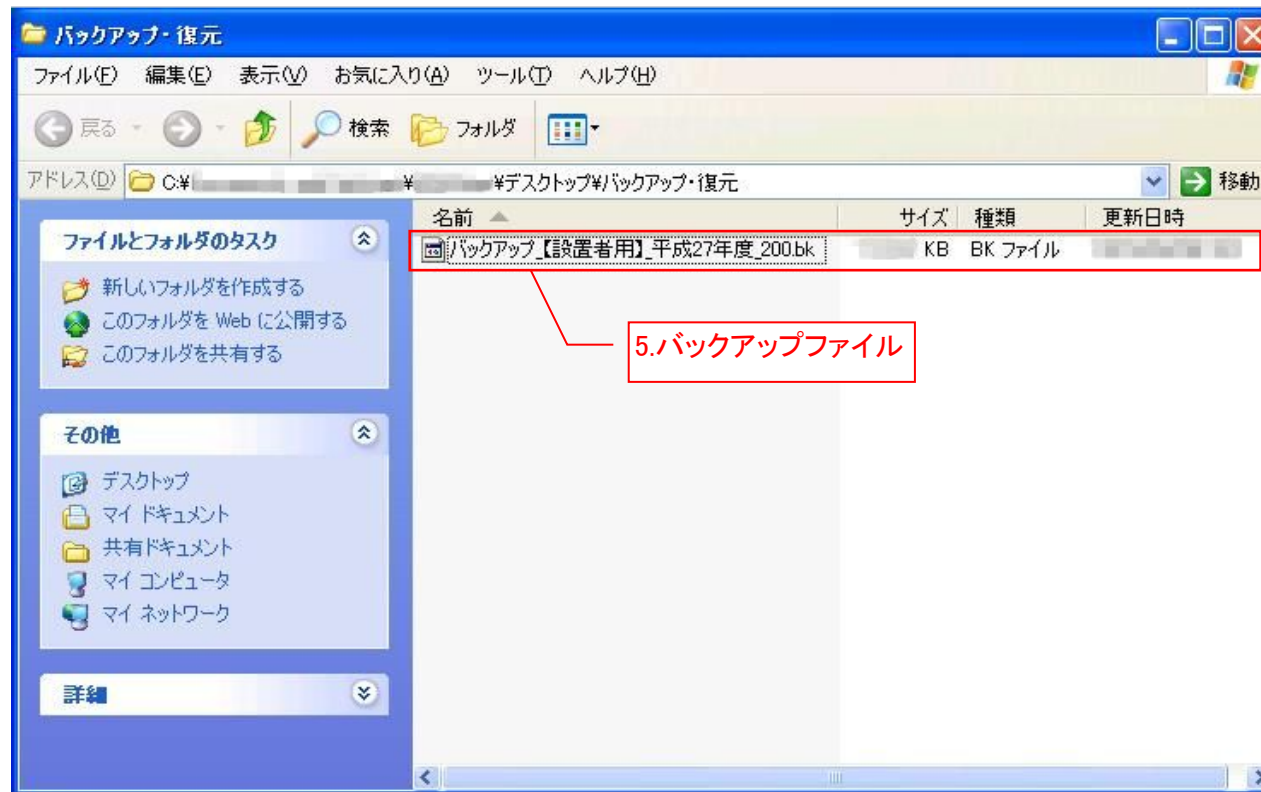 バックアップ・復元
ファイル(F) 編集(E) 表示(V) お気に入り(A) ツール(T) ヘルプ(H)
戻る 検索 フォルダ
アドレス(D) C:¥ ¥ ¥デスクトップ¥バックアップ・復元 移動
名前 サイズ 種類 更新日時
バックアップ_【設置者用】_平成27年度_200.bk KB BK ファイル
5.バックアップファイル
ファイルとフォルダのタスク
新しいフォルダを作成する
このフォルダを Web に公開する
このフォルダを共有する
その他
デスクトップ
マイ ドキュメント
共有ドキュメント
マイ コンピュータ
マイ ネットワーク
詳細